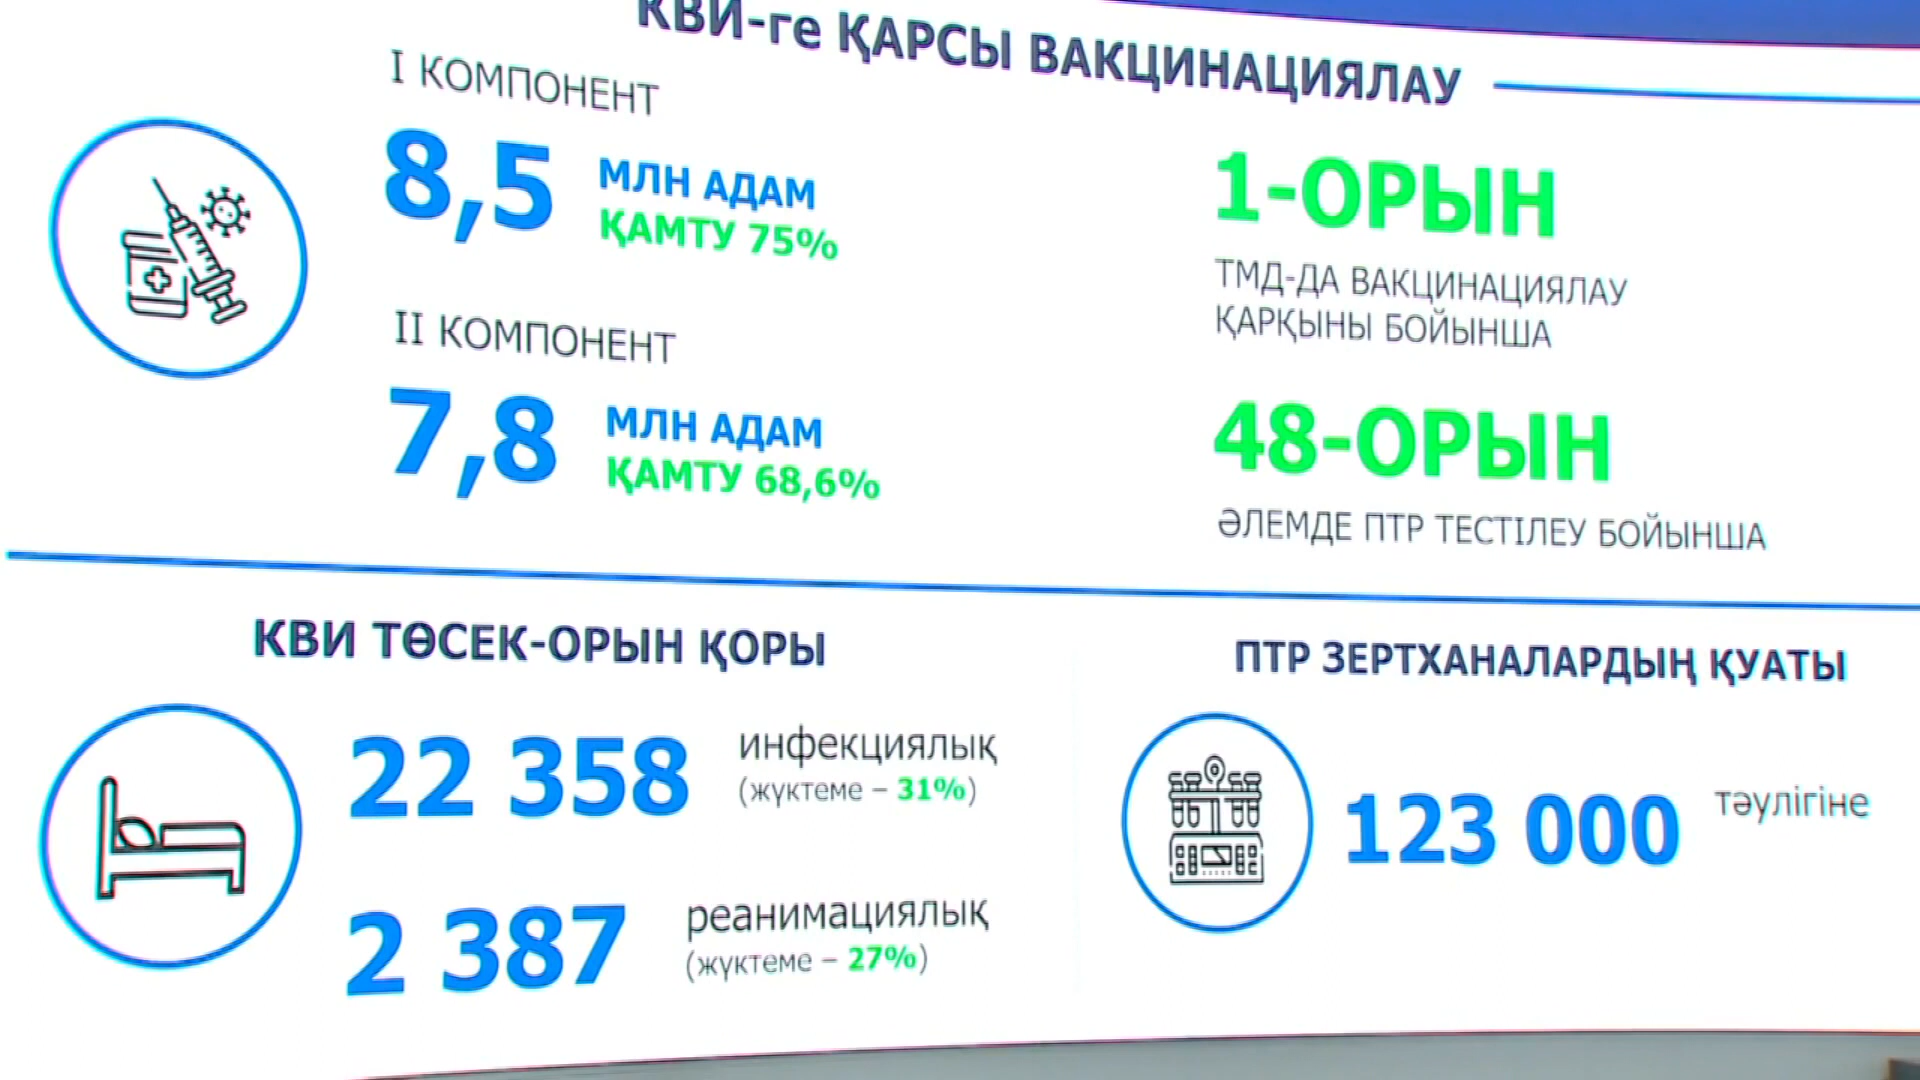 КВИ-ге ҚАРСЫ ВАКЦИНАЦИЯЛАУ
I КОМПОНЕНТ
8,5
МЛН АДАМ
ҚАМТУ 75%
II КОМПОНЕНТ
7,8
МЛН АДАМ
ҚАМТУ 68,6%
1-ОРЫН
ТМД-ДА ВАКЦИНАЦИЯЛАУ
ҚАРҚЫНЫ БОЙЫНША
48-ОРЫН
ӘЛЕМДЕ ПТР ТЕСТІЛЕУ БОЙЫНША
КВИ ТӨСЕК-ОРЫН ҚОРЫ
22 358
инфекциялық
(жүктеме – 31%)
2 387
реанимациялық
(жүктеме – 27%)
ПТР ЗЕРТХАНАЛАРДЫҢ ҚУАТЫ
123 000
тәулігіне